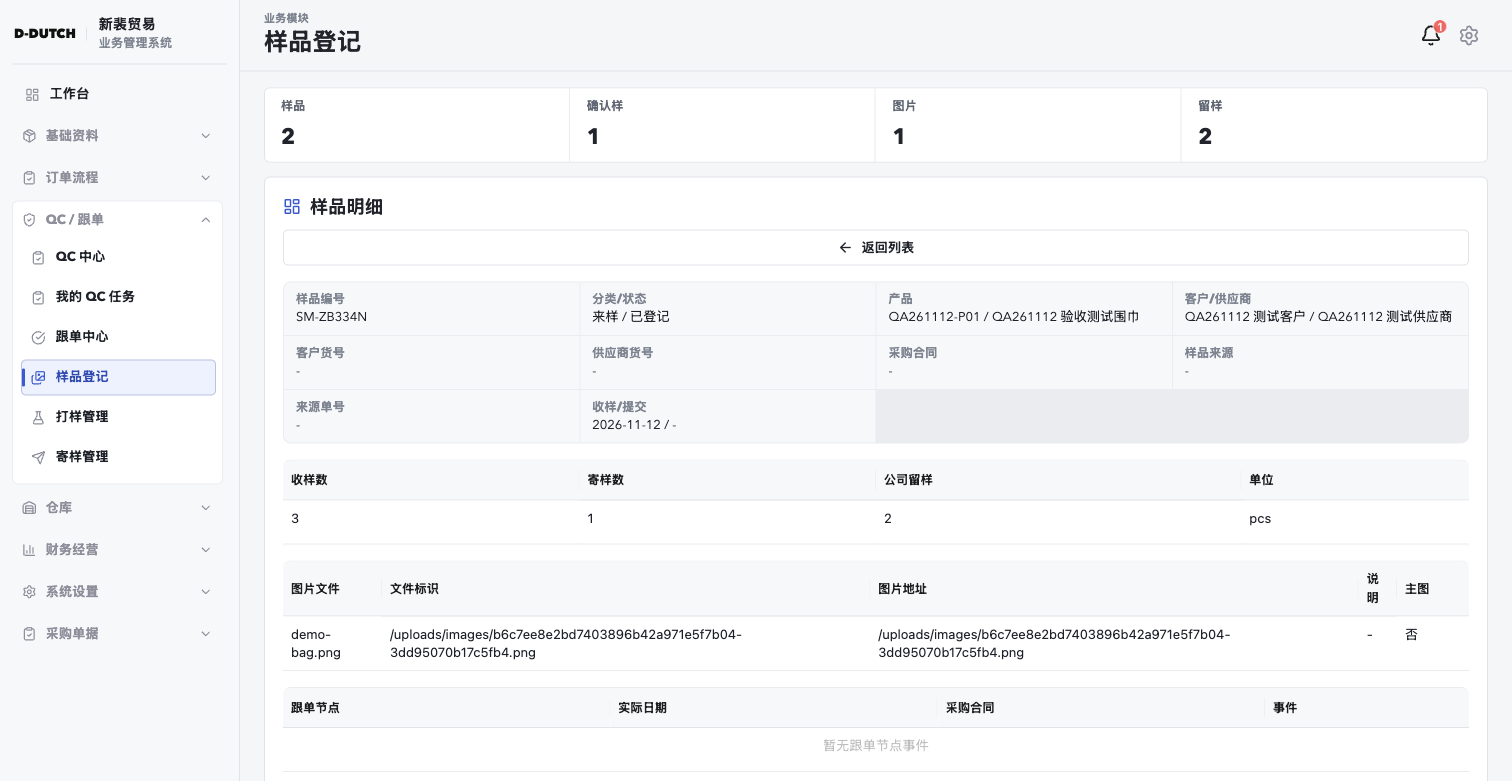 D-DUTCH
新裴贸易
业务管理系统
工作台
基础资料
订单流程
QC / 跟单
QC 中心
我的 QC 任务
跟单中心
样品登记
打样管理
寄样管理
仓库
财务经营
系统设置
采购单据
业务模块
样品登记
1
样品
2
确认样
1
图片
1
留样
2
样品明细
返回列表
样品编号
SM-ZB334N
分类/状态
来样 / 已登记
产品
QA261112-P01 / QA261112 验收测试围巾
客户/供应商
QA261112 测试客户 / QA261112 测试供应商
客户货号
-
供应商货号
-
采购合同
-
样品来源
-
来源单号
-
收样/提交
2026-11-12 / -
收样数 寄样数 公司留样 单位
3 1 2 pcs
图片文件 文件标识 图片地址 说明 主图
demo-bag.png
/uploads/images/b6c7ee8e2bd7403896b42a971e5f7b04-
3dd95070b17c5fb4.png
/uploads/images/b6c7ee8e2bd7403896b42a971e5f7b04-
3dd95070b17c5fb4.png
-
否
跟单节点 实际日期 采购合同 事件
暂无跟单节点事件